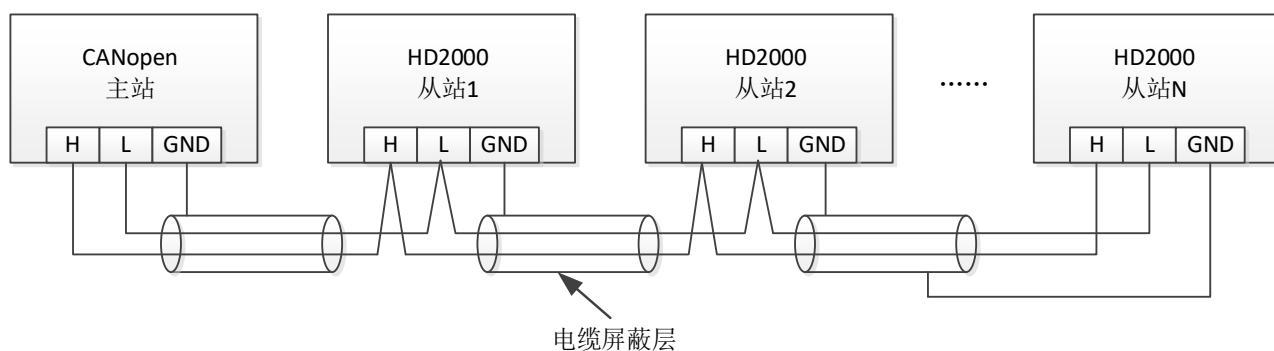 CANopen
主站
H L GND
HD2000
从站1
H L GND
HD2000
从站2
H L GND
……
HD2000
从站N
H L GND
电缆屏蔽层